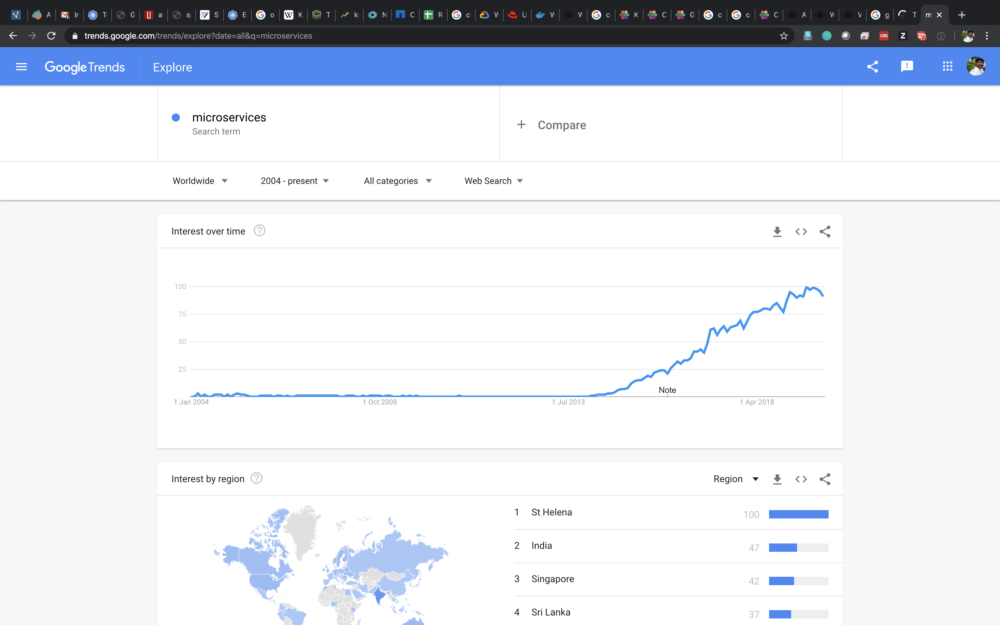 A Ir Ti G a s S E o K T k N C R c W U W W c K C G c c C A W V g T m
trends.google.com/trends/explore?date=all&q=microservices
CORS Z
Google Trends Explore
microservices
Search term
+ Compare
Worldwide 2004 - present All categories Web Search
Interest over time ?
100
75
50
25
Note
1 Jan 2004 1 Oct 2008 1 Jul 2013 1 Apr 2018
Interest by region ? Region
1 St Helena 100
2 India 47
3 Singapore 42
4 Sri Lanka 37